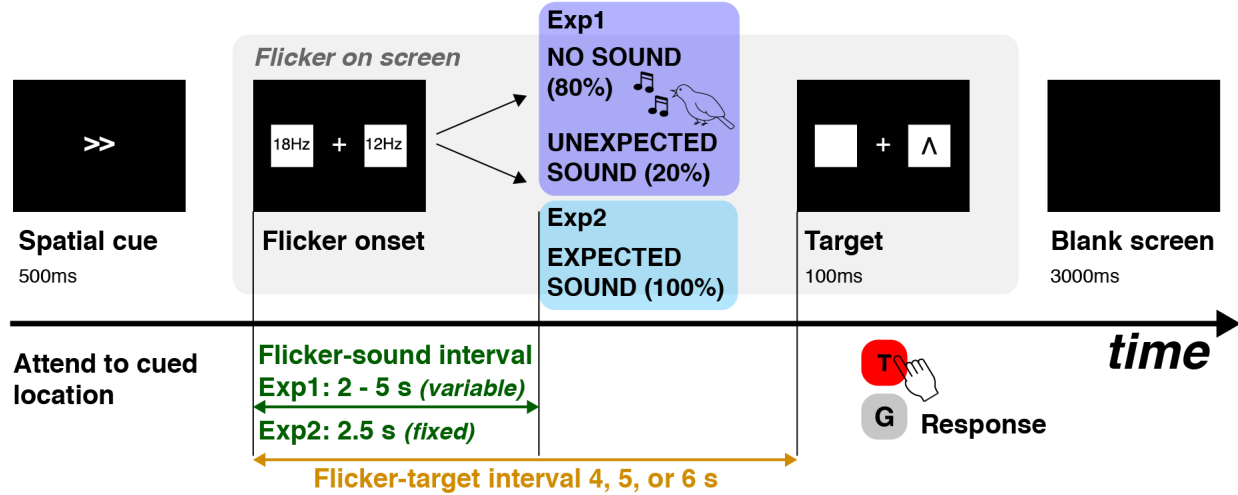 Flicker on screen
>>
18Hz + 12Hz
Exp1
NO SOUND
(80%)
UNEXPECTED
SOUND (20%)
Exp2
EXPECTED
SOUND (100%)
+ Λ
Spatial cue
500ms
Flicker onset
Target
100ms
Blank screen
3000ms
time
Attend to cued
location
Flicker-sound interval
Exp1: 2 - 5 s (variable)
Exp2: 2.5 s (fixed)
Flicker-target interval 4, 5, or 6 s
T
G
Response